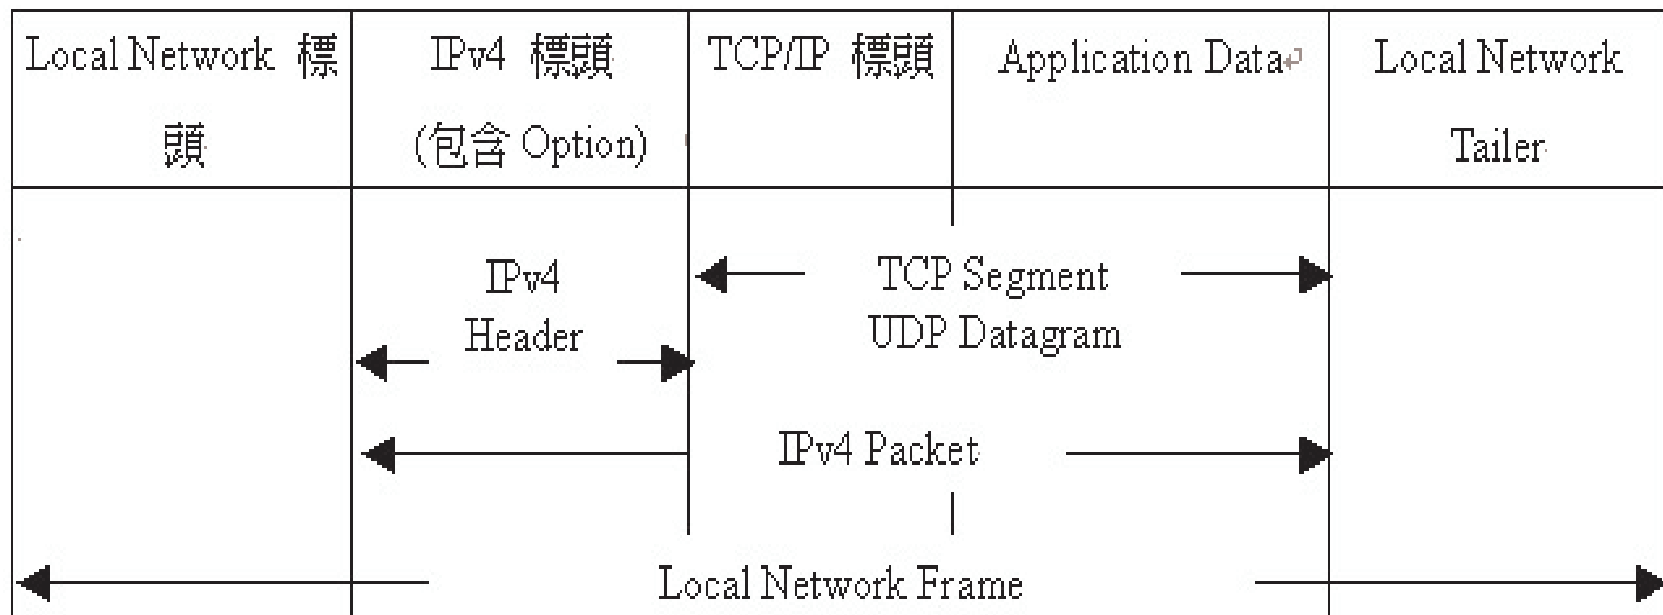 Local Network 標
頭
IPv4 標頭
(包含 Option)
TCP/IP 標頭
Application Data
Local Network
Tailer
IPv4
Header
TCP Segment
UDP Datagram
IPv4 Packet
Local Network Frame